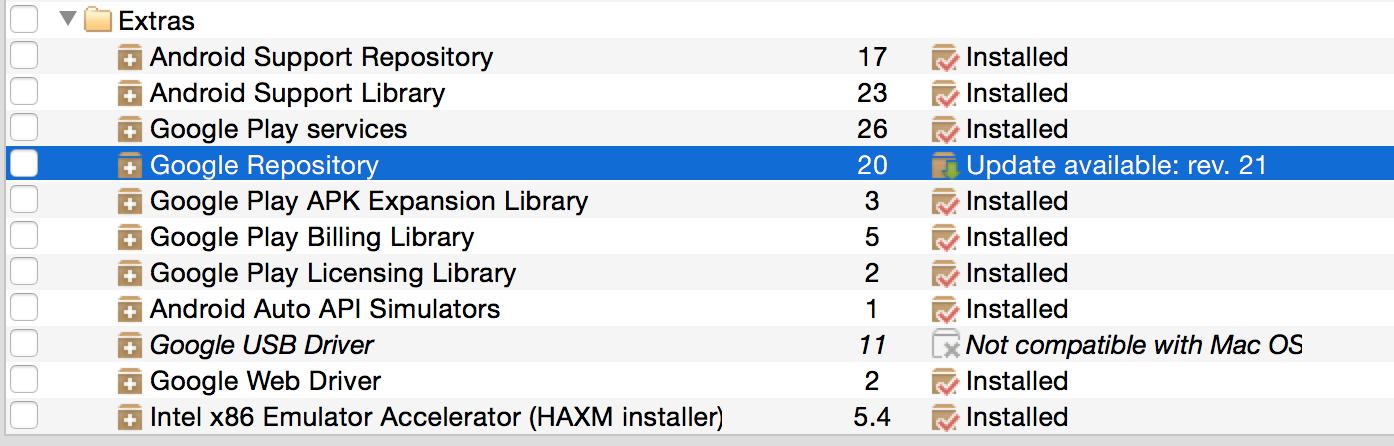 Extras
Android Support Repository 17 Installed
Android Support Library 23 Installed
Google Play services 26 Installed
Google Repository 20 Update available: rev. 21
Google Play APK Expansion Library 3 Installed
Google Play Billing Library 5 Installed
Google Play Licensing Library 2 Installed
Android Auto API Simulators 1 Installed
Google USB Driver 11 Not compatible with Mac OS
Google Web Driver 2 Installed
Intel x86 Emulator Accelerator (HAXM installer) 5.4 Installed